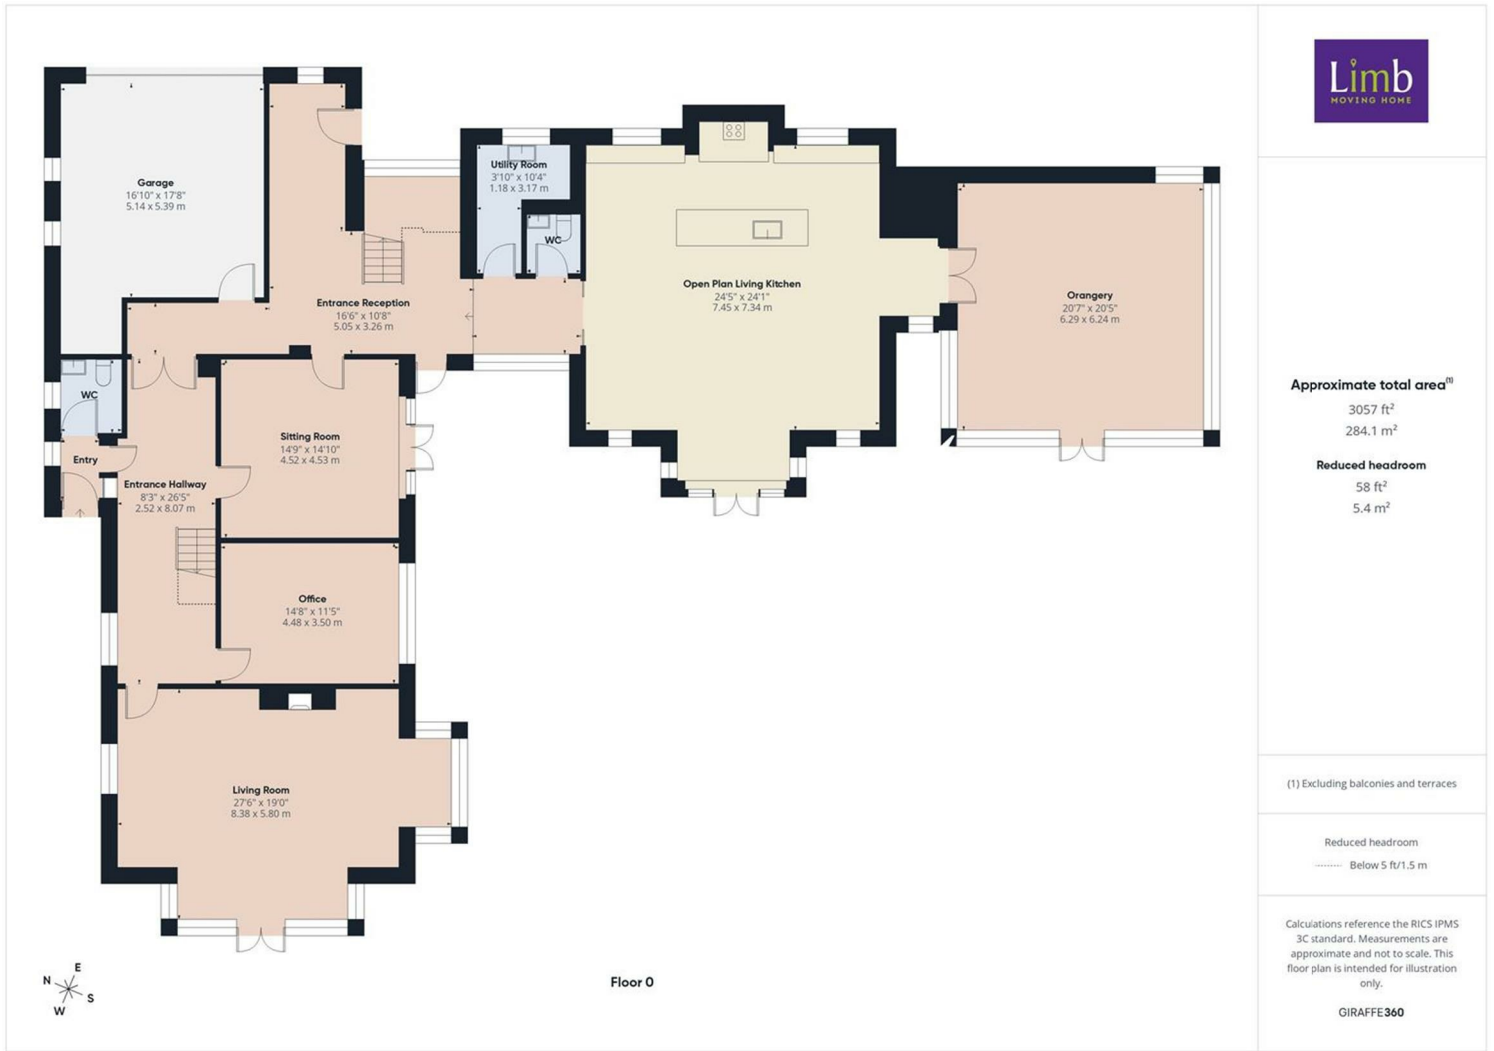 Garage
16'10" x 17'8"
5.14 x 5.39 m
Utility Room
3'10" x 10'4"
1.18 x 3.17 m
WC
Open Plan Living Kitchen
24'5" x 24'1"
7.45 x 7.34 m
Entrance Reception
16'6" x 10'8"
5.05 x 3.26 m
Orangery
20'7" x 20'5"
6.29 x 6.24 m
WC
Entry
Sitting Room
14'9" x 14'10"
4.52 x 4.53 m
Entrance Hallway
8'3" x 26'5"
2.52 x 8.07 m
Office
14'8" x 11'5"
4.48 x 3.50 m
Living Room
27'6" x 19'0"
8.38 x 5.80 m
N E
W S
Floor 0
Limb
MOVING HOME
Approximate total area(1)
3057 ft²
284.1 m²
Reduced headroom
58 ft²
5.4 m²
(1) Excluding balconies and terraces
Reduced headroom
Below 5 ft/1.5 m
Calculations reference the RICS IPMS
3C standard. Measurements are
approximate and not to scale. This
floor plan is intended for illustration
only.
GIRAFFE360